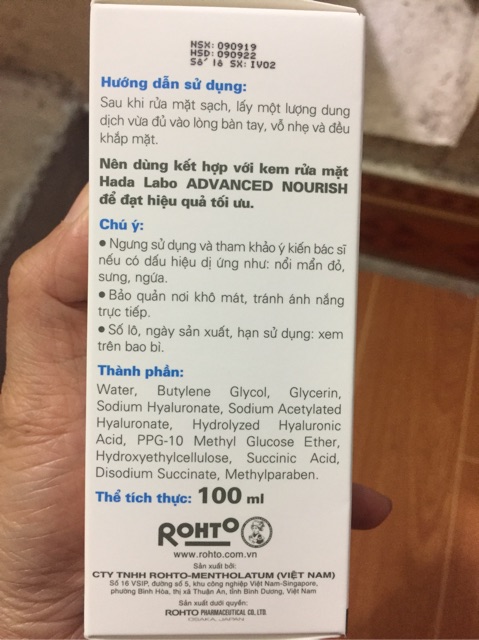 NSX: 090919
HSD: 090922
Số lô SX: IV02
Hướng dẫn sử dụng:
Sau khi rửa mặt sạch, lấy một lượng dung
dịch vừa đủ vào lòng bàn tay, vỗ nhẹ và đều
khắp mặt.
Nên dùng kết hợp với kem rửa mặt
Hada Labo ADVANCED NOURISH
để đạt hiệu quả tối ưu.
Chú ý:
• Ngưng sử dụng và tham khảo ý kiến bác sĩ
nếu có dấu hiệu dị ứng như: nổi mẩn đỏ,
sưng, ngứa.
• Bảo quản nơi khô mát, tránh ánh nắng
trực tiếp.
• Số lô, ngày sản xuất, hạn sử dụng: xem
trên bao bì.
Thành phần:
Water, Butylene Glycol, Glycerin,
Sodium Hyaluronate, Sodium Acetylated
Hyaluronate, Hydrolyzed Hyaluronic
Acid, PPG-10 Methyl Glucose Ether,
Hydroxyethylcellulose, Succinic Acid,
Disodium Succinate, Methylparaben.
Thể tích thực: 100 ml
ROHTO
www.rohto.com.vn
Sản xuất bởi:
CTY TNHH ROHTO-MENTHOLATUM (VIỆT NAM)
Số 16 VSIP, đường số 5, khu công nghiệp Việt Nam-Singapore,
phường Bình Hòa, thị xã Thuận An, tỉnh Bình Dương, Việt Nam
Sản xuất dưới quyền:
ROHTO PHARMACEUTICAL CO., LTD.
OSAKA, JAPAN